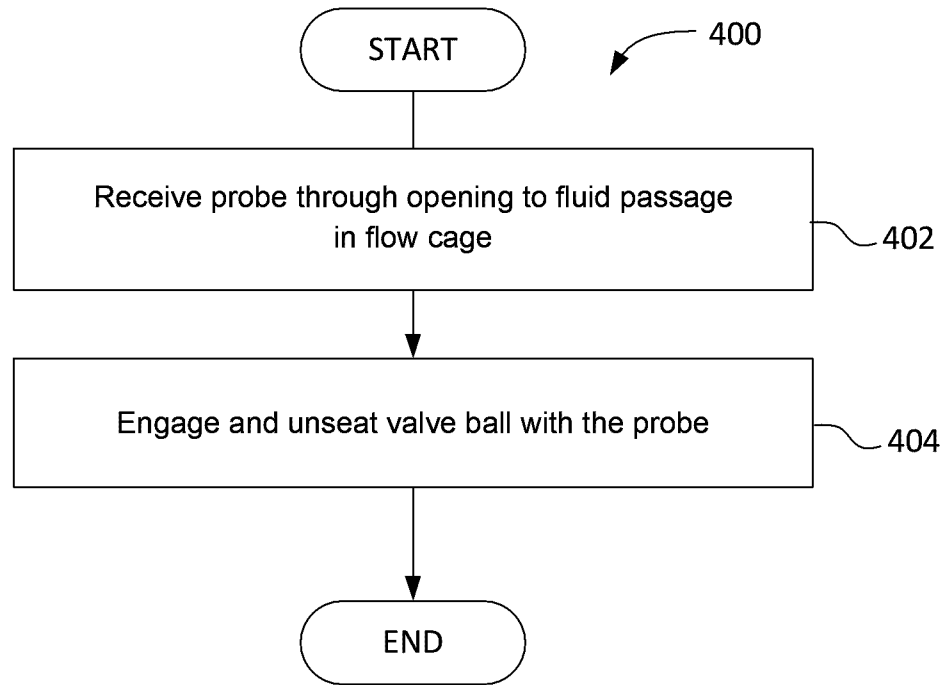 START
400
Receive probe through opening to fluid passage
in flow cage
402
Engage and unseat valve ball with the probe
404
END